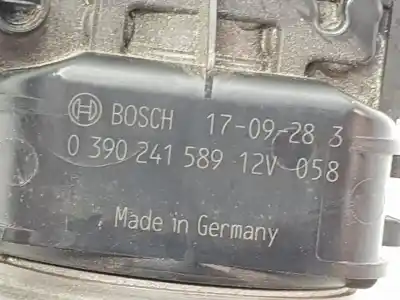 BOSCH 17-09-28 3
0 390 241 589 12V 058
Made in Germany